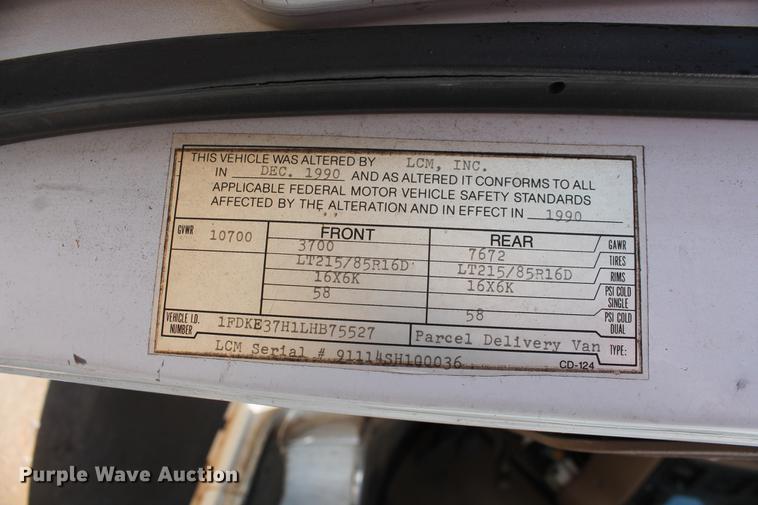 THIS VEHICLE WAS ALTERED BY LCM, INC.
IN DEC. 1990 AND AS ALTERED IT CONFORMS TO ALL
APPLICABLE FEDERAL MOTOR VEHICLE SAFETY STANDARDS
AFFECTED BY THE ALTERATION AND IN EFFECT IN 1990
GVWR 10700 FRONT REAR
3700 7672 GAWR
LT215/85R16D LT215/85R16D TIRES
16X6K 16X6K RIMS
58 PSI COLD SINGLE
58 PSI COLD DUAL
VEHICLE I.D. NUMBER 1FDKE37H1LHB75527 Parcel Delivery Van TYPE:
LCM Serial # 91114SH100036 CD-124
Purple Wave Auction